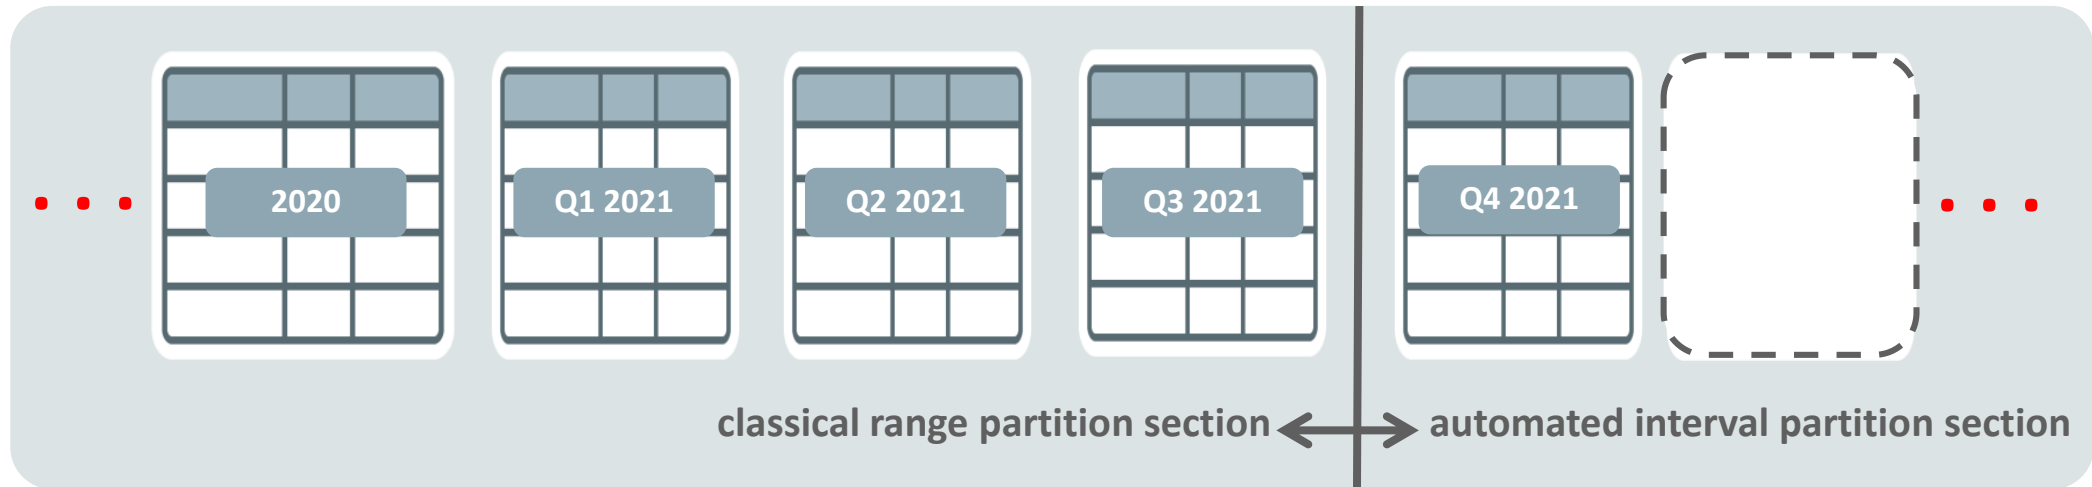 2020
Q1 2021
Q2 2021
Q3 2021
Q4 2021
classical range partition section
automated interval partition section